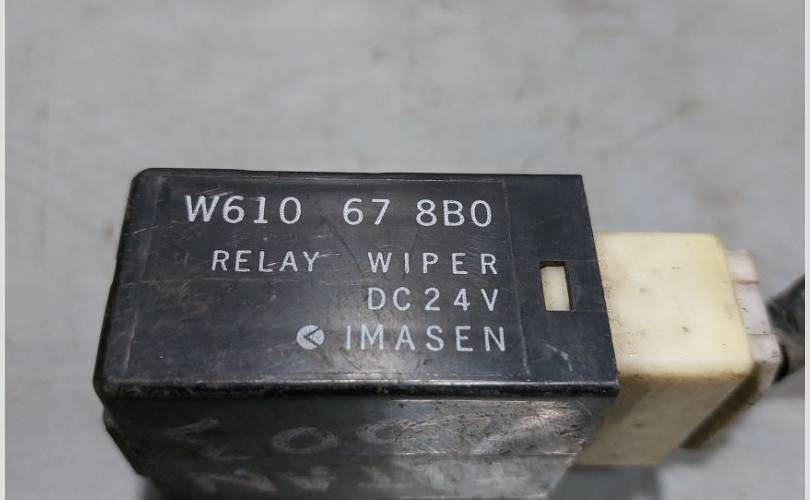 W610 67 8B0
RELAY WIPER
DC24V
IMASEN